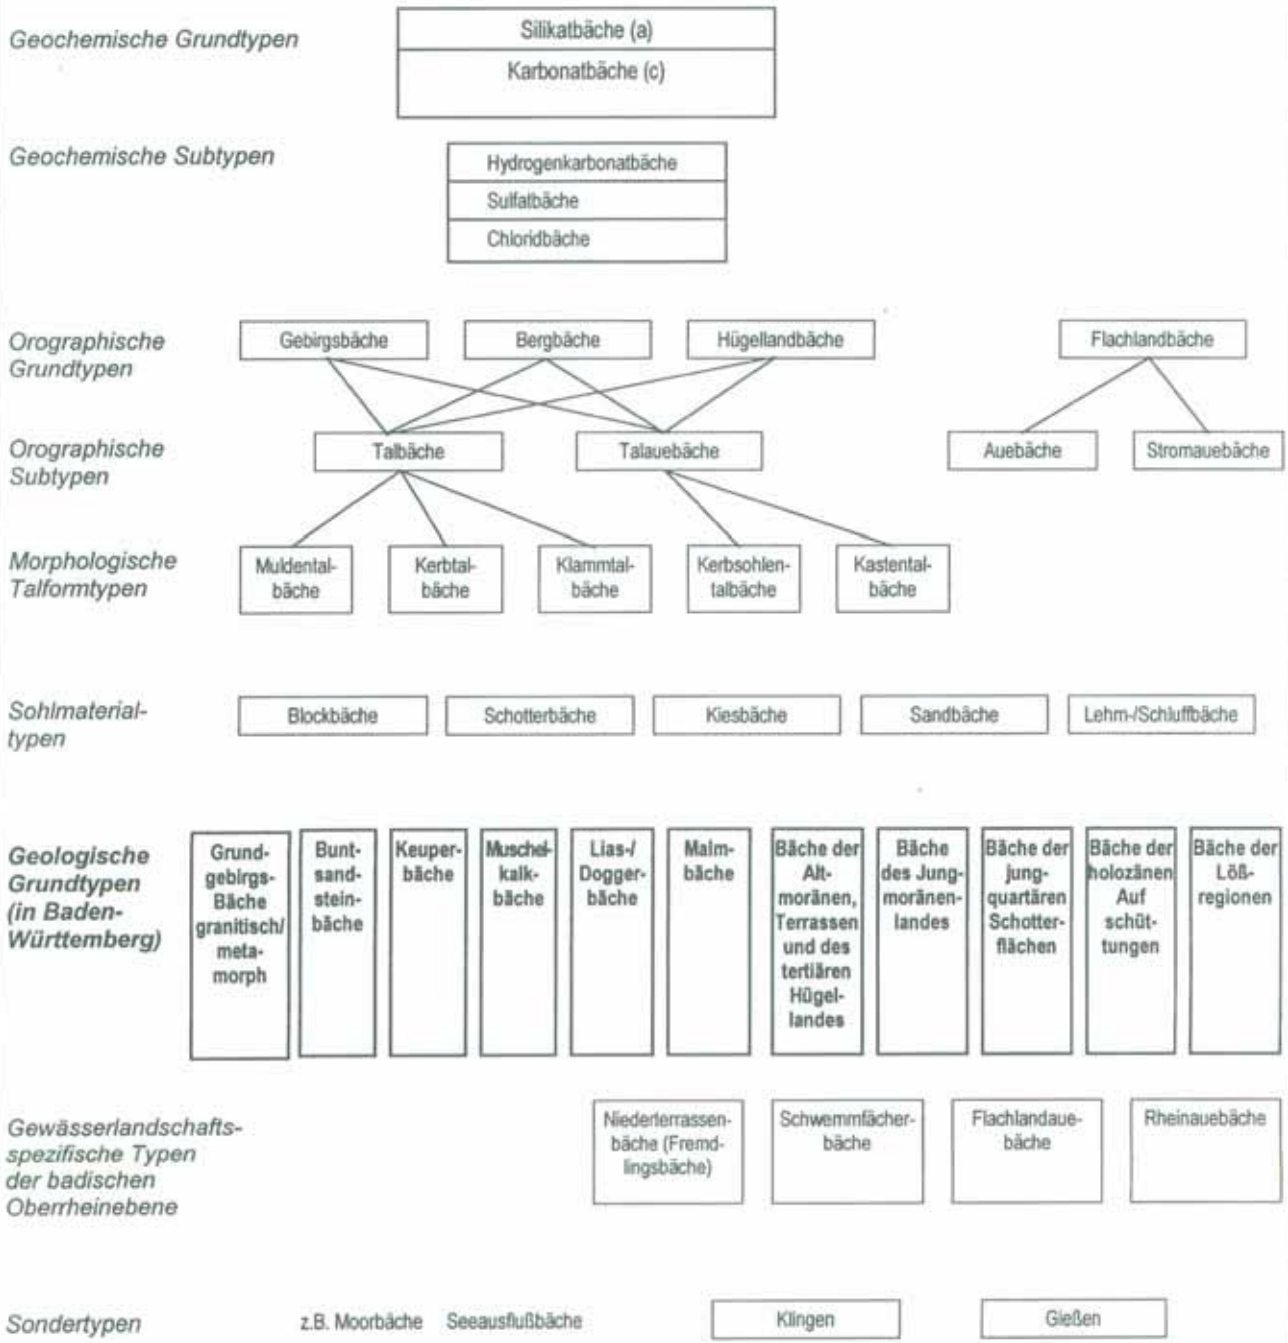 Geochemische Grundtypen
Silikatbäche (a)
Karbonatbäche (c)
Geochemische Subtypen
Hydrogenkarbonatbäche
Sulfatbäche
Chloridbäche
Orographische
Grundtypen
Gebirgsbäche
Bergbäche
Hügellandbäche
Flachlandbäche
Orographische
Subtypen
Talbäche
Talauebäche
Auebäche
Stromauebäche
Morphologische
Talformtypen
Muldental-
bäche
Kerbtal-
bäche
Klammtal-
bäche
Kerbsohlen-
talbäche
Kastental-
bäche
Sohlmaterial-
typen
Blockbäche
Schotterbäche
Kiesbäche
Sandbäche
Lehm-/Schluffbäche
Geologische
Grundtypen
(in Baden-
Württemberg)
Grund-
gebirgs-
Bäche
granitisch/
meta-
morph
Bunt-
sand-
stein-
bäche
Keuper-
bäche
Muschel-
kalk-
bäche
Lias-/
Dogger-
bäche
Malm-
bäche
Bäche der
Alt-
moränen,
Terrassen
und des
tertiären
Hügel-
landes
Bäche
des Jung-
moränen-
landes
Bäche der
jung-
quartären
Schotter-
flächen
Bäche der
holozänen
Auf
schüt-
tungen
Bäche der
Löß-
regionen
Gewässerlandschafts-
spezifische Typen
der badischen
Oberrheinebene
Niederterrassen-
bäche (Fremd-
lingsbäche)
Schwemmfächer-
bäche
Flachlandaue-
bäche
Rheinauebäche
Sondertypen
z.B. Moorbäche
Seeausflußbäche
Klingen
Gießen